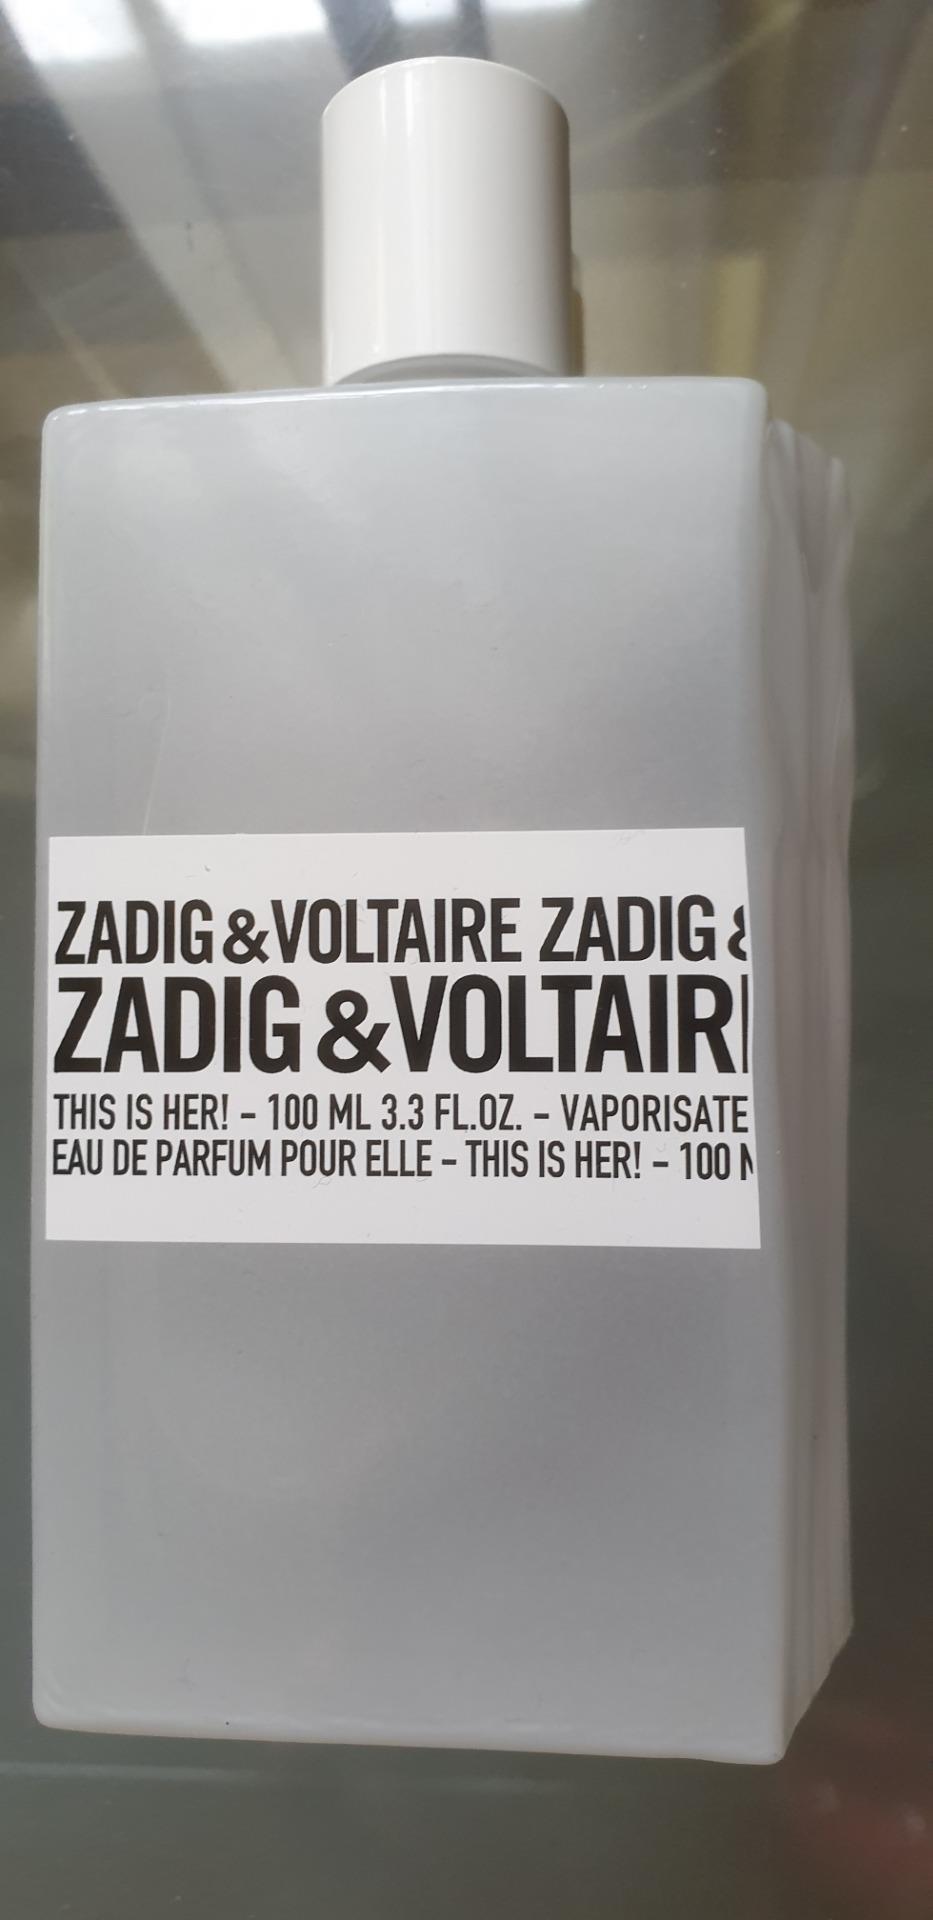 ZADIG&VOLTAIRE ZADIG &
ZADIG&VOLTAIR
THIS IS HER! - 100 ML 3.3 FL.OZ. - VAPORISATE
EAU DE PARFUM POUR ELLE - THIS IS HER! - 100 M